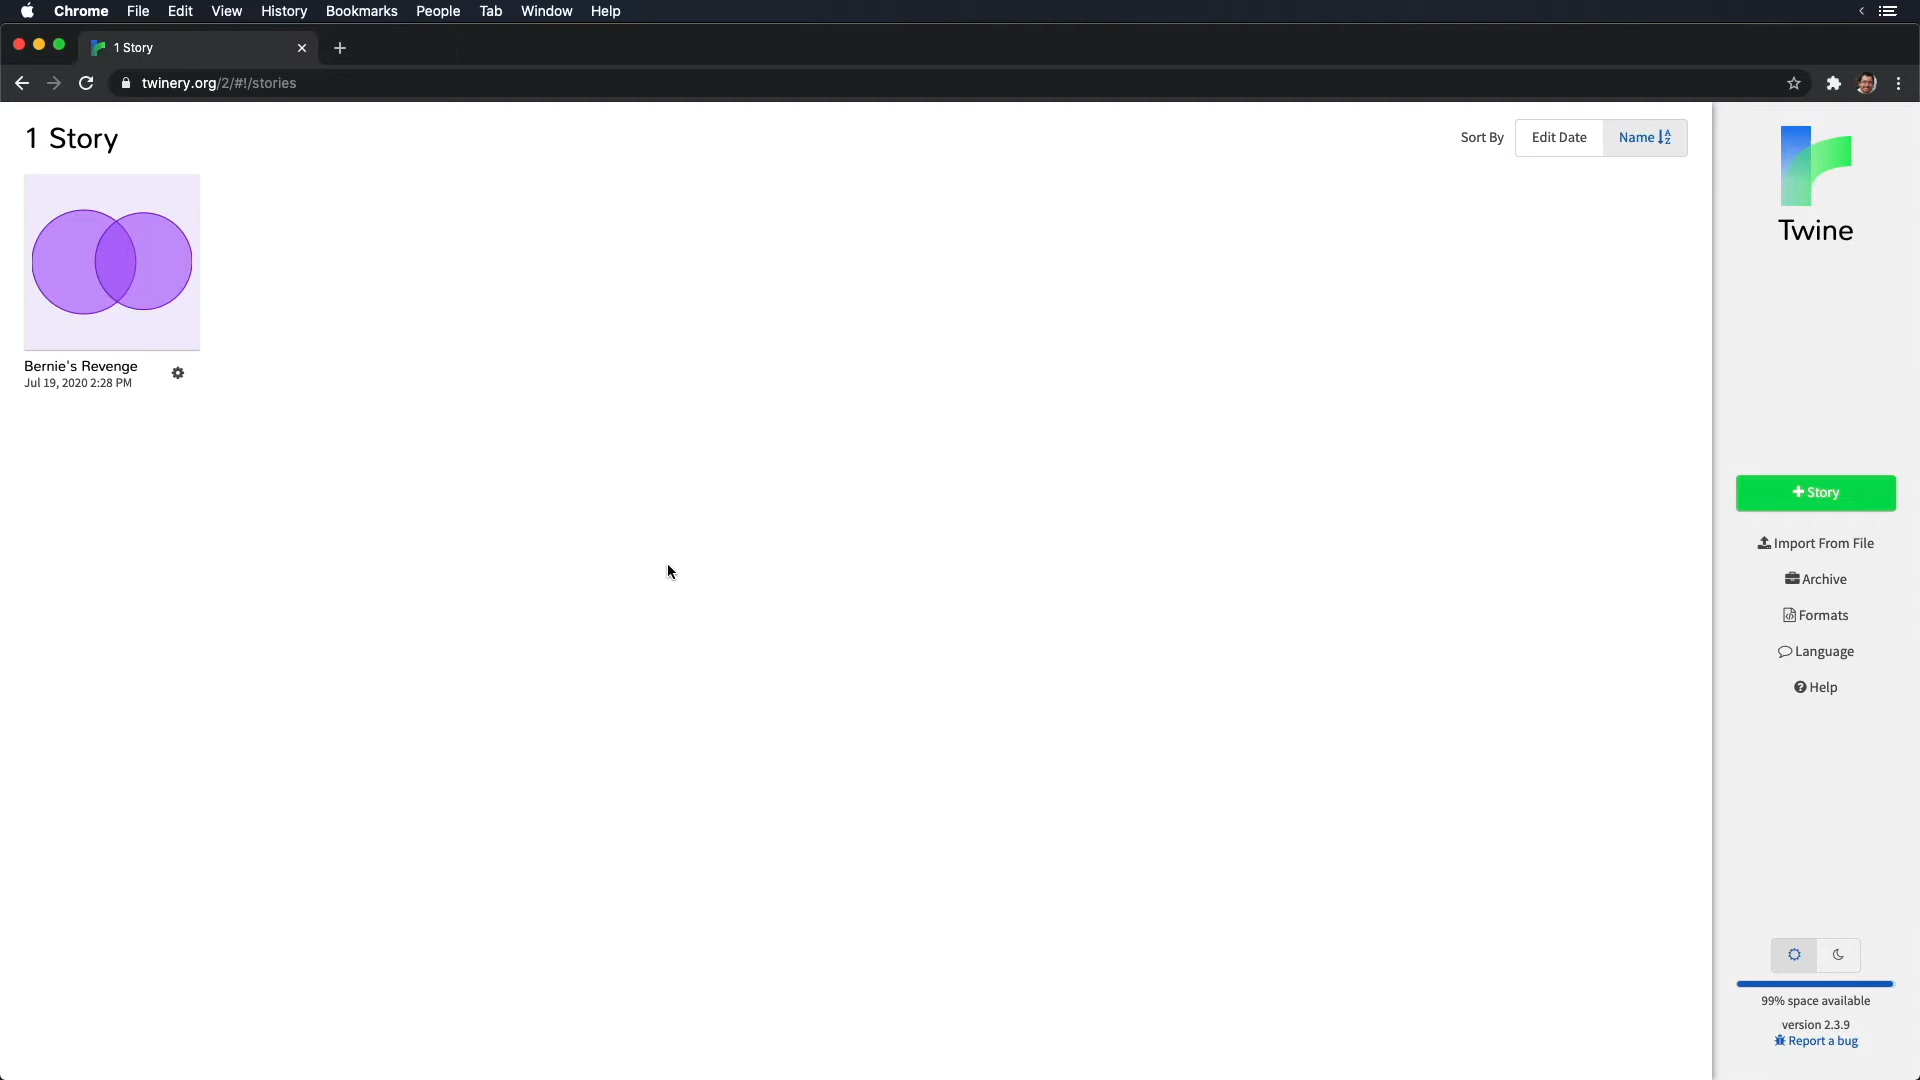 Chrome File Edit View History Bookmarks People Tab Window Help
1 Story
twinery.org/2/#!/stories
1 Story
Sort By Edit Date Name
Twine
Bernie's Revenge
Jul 19, 2020 2:28 PM
+ Story
Import From File
Archive
Formats
Language
Help
99% space available
version 2.3.9
Report a bug